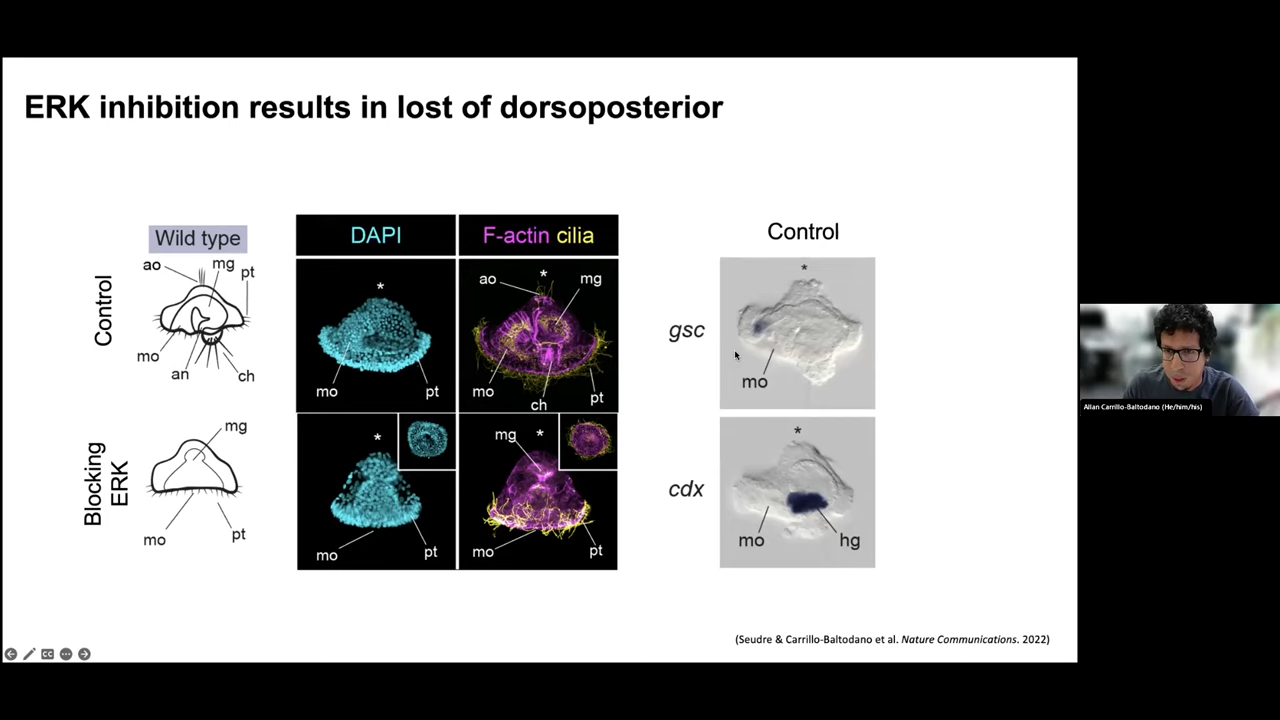 ERK inhibition results in lost of dorsoposterior
Wild type
DAPI
F-actin cilia
Control
Control
ao
mg
pt
mo
an
ch
*
mo
pt
ao
*
mg
mo
ch
pt
gsc
*
mo
Blocking
ERK
mg
mo
pt
*
mo
pt
mg
*
mo
pt
cdx
*
mo
hg
(Seudre & Carrillo-Baltodano et al. Nature Communications. 2022)
CC
Allan Carrillo-Baltodano (He/him/his)